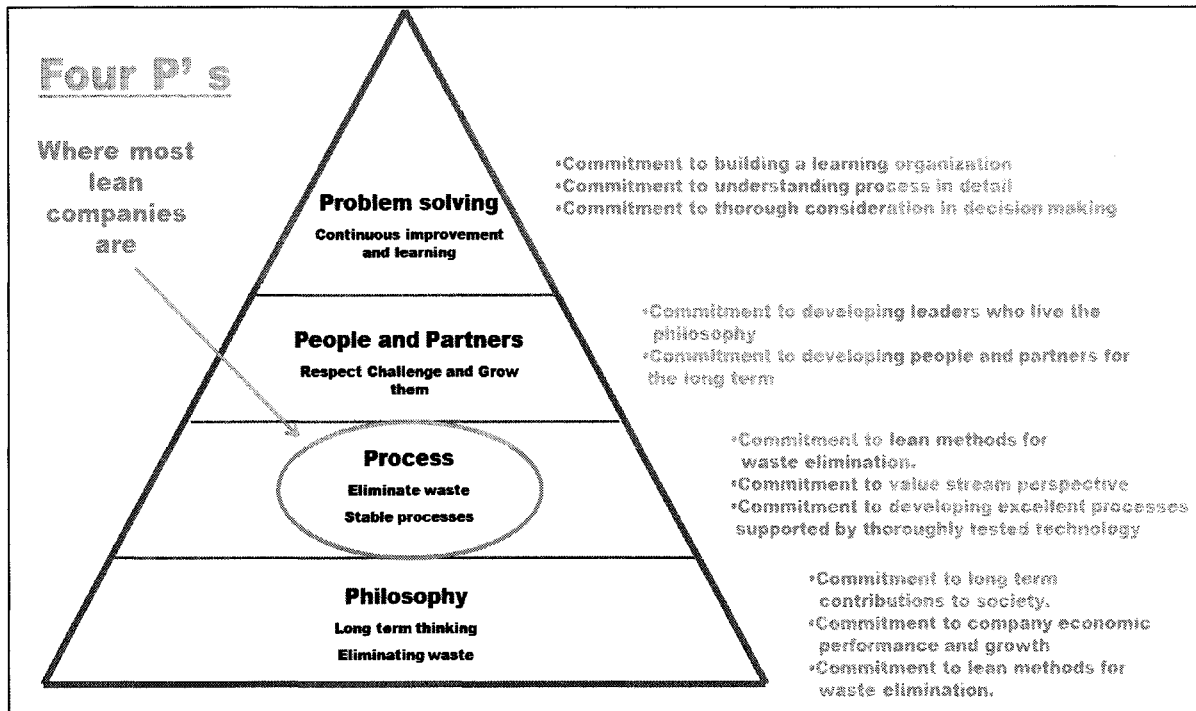 Four P' s
Where most
lean
companies
are
Problem solving
Continuous improvement
and learning
•Commitment to building a learning organization
•Commitment to understanding process in detail
•Commitment to thorough consideration in decision making
People and Partners
Respect Challenge and Grow
them
•Commitment to developing leaders who live the
philosophy
•Commitment to developing people and partners for
the long term
Process
Eliminate waste
Stable processes
•Commitment to lean methods for
waste elimination.
•Commitment to value stream perspective
•Commitment to developing excellent processes
supported by thoroughly tested technology
Philosophy
Long term thinking
Eliminating waste
•Commitment to long term
contributions to society.
•Commitment to company economic
performance and growth
•Commitment to lean methods for
waste elimination.